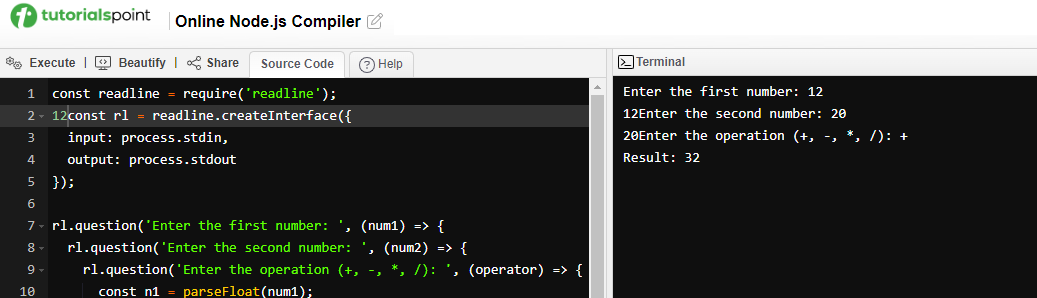 tutorialspoint Online Node.js Compiler
Execute | Beautify | Share Source Code ? Help
1 const readline = require('readline');
2 12const rl = readline.createInterface({
3 input: process.stdin,
4 output: process.stdout
5 });
6
7 rl.question('Enter the first number: ', (num1) => {
8 rl.question('Enter the second number: ', (num2) => {
9 rl.question('Enter the operation (+, -, *, /): ', (operator) => {
10 const n1 = parseFloat(num1);
Terminal
Enter the first number: 12
12Enter the second number: 20
20Enter the operation (+, -, *, /): +
Result: 32